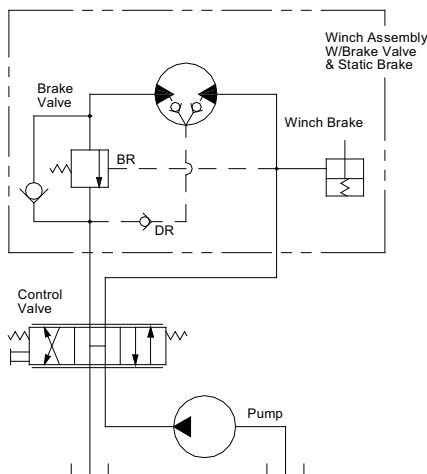 Winch Assembly
W/Brake Valve
& Static Brake
Brake
Valve
Winch Brake
BR
DR
Control
Valve
Pump